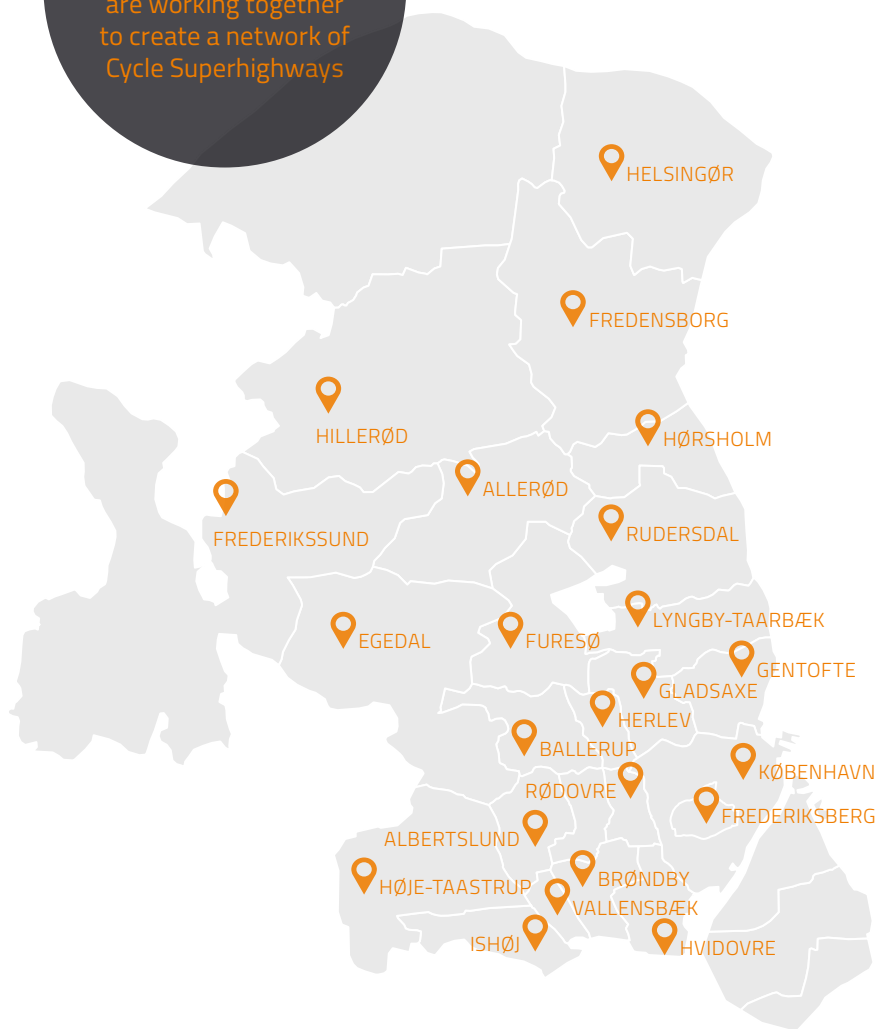 are working together
to create a network of
Cycle Superhighways
HELSINGØR
FREDENSBORG
HILLERØD
HØRSHOLM
ALLERØD
FREDERIKSSUND
RUDERSDAL
LYNGBY-TAARBÆK
EGEDAL
FURESØ
GENTOFTE
GLADSAXE
HERLEV
BALLERUP
KØBENHAVN
RØDOVRE
FREDERIKSBERG
ALBERTSLUND
BRØNDBY
HØJE-TAASTRUP
VALLENSBÆK
ISHØJ
HVIDOVRE